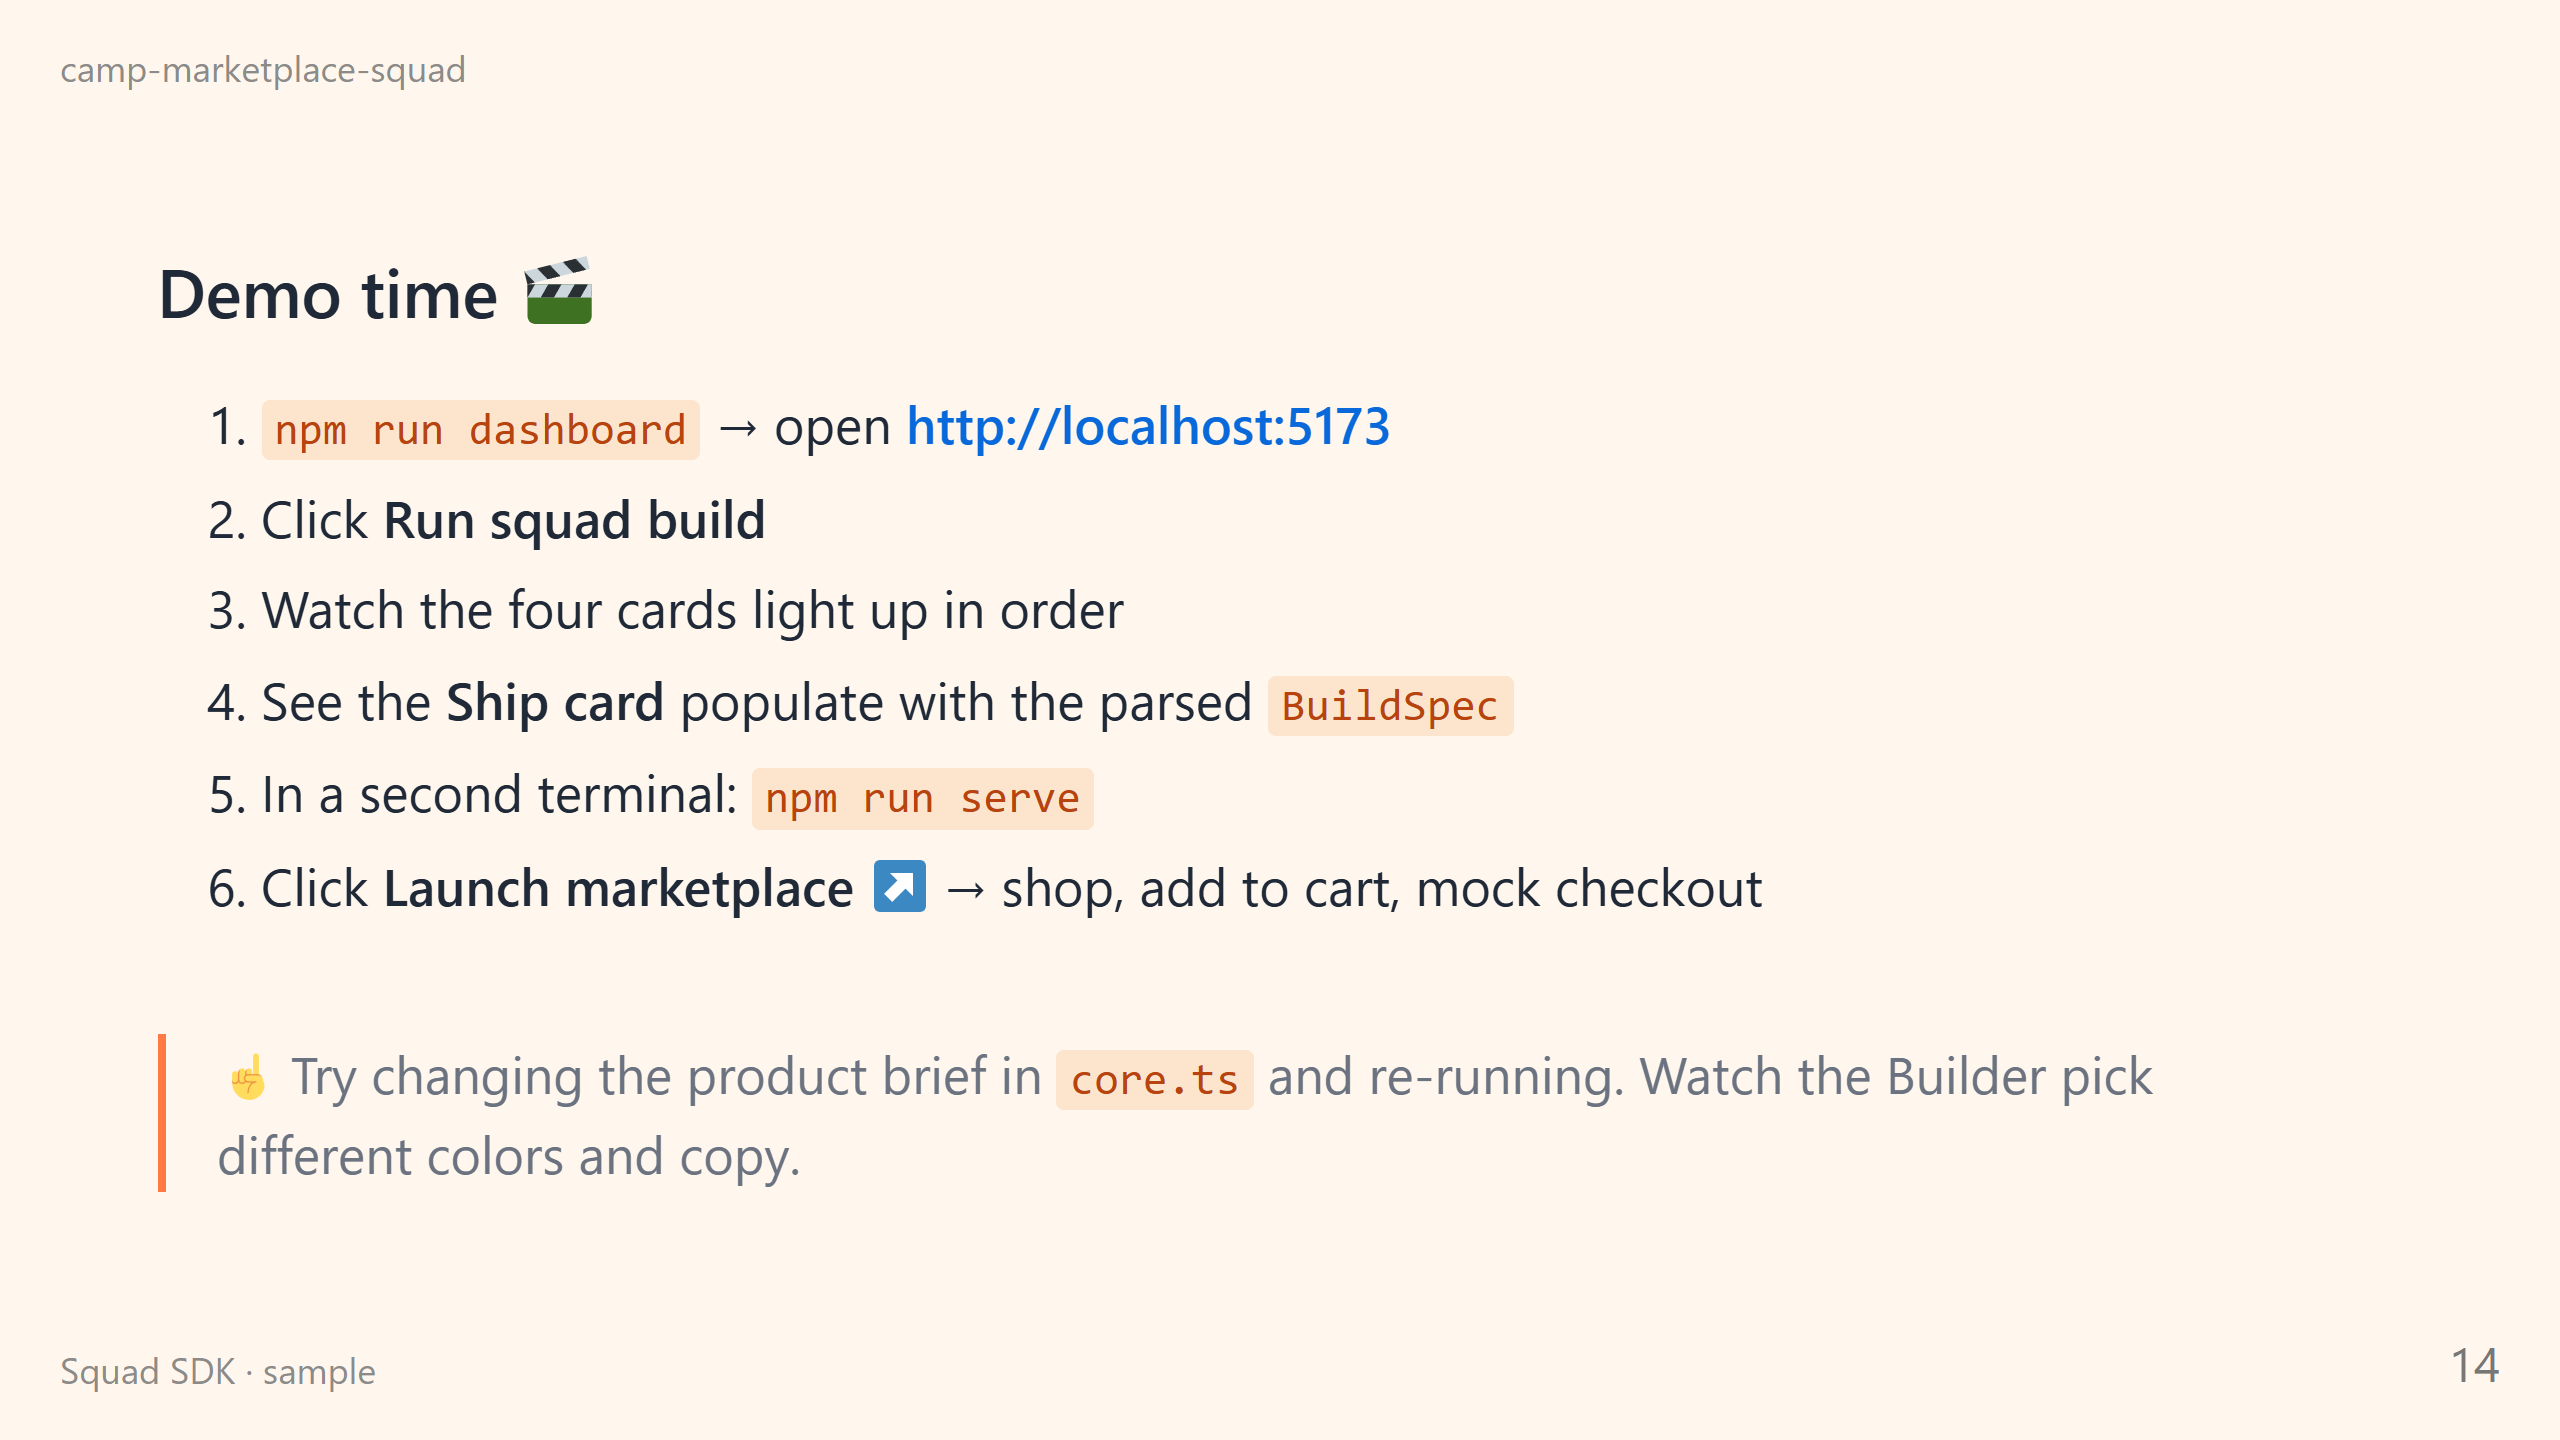 camp-marketplace-squad
Demo time 🎬
1. npm run dashboard → open http://localhost:5173
2. Click Run squad build
3. Watch the four cards light up in order
4. See the Ship card populate with the parsed BuildSpec
5. In a second terminal: npm run serve
6. Click Launch marketplace ↗️ → shop, add to cart, mock checkout
☝️ Try changing the product brief in core.ts and re-running. Watch the Builder pick
different colors and copy.
Squad SDK · sample
14